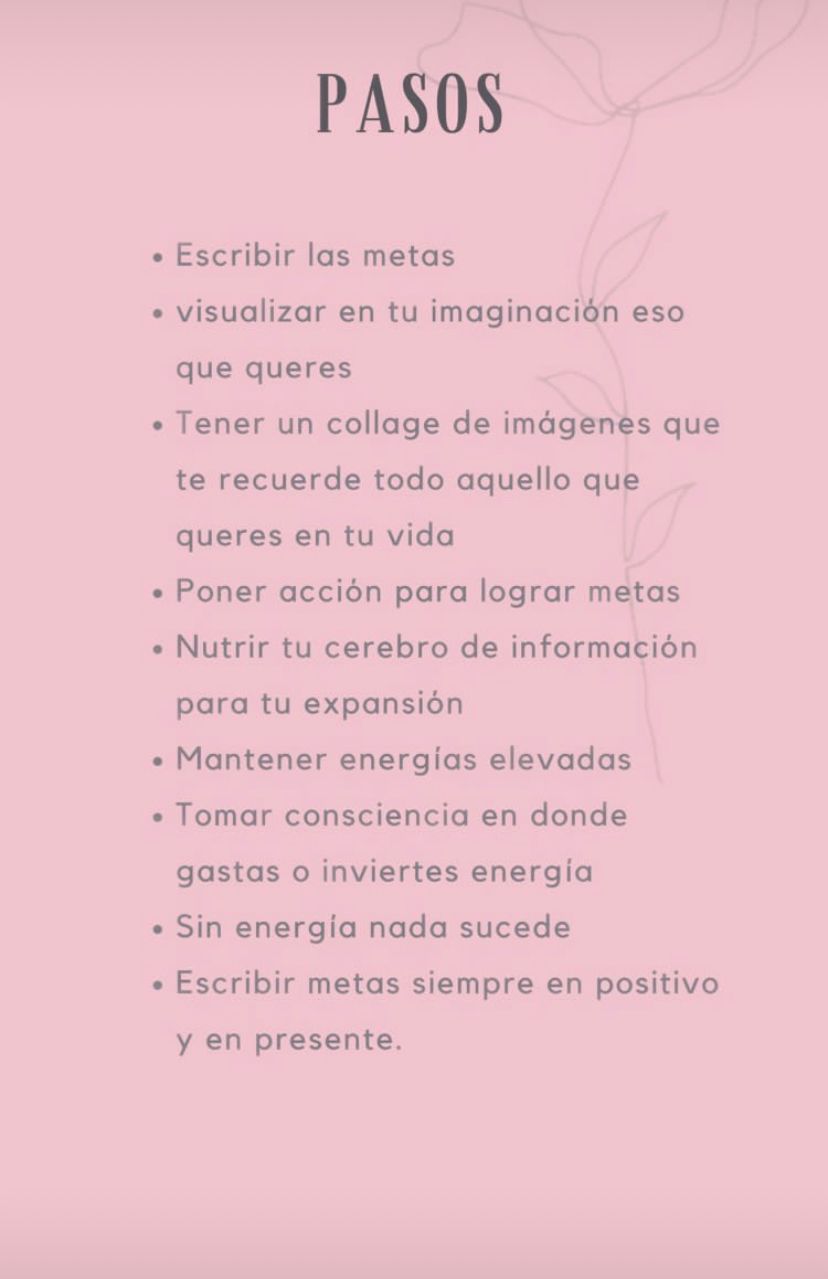 PASOS
• Escribir las metas
• visualizar en tu imaginación eso
que queres
• Tener un collage de imágenes que
te recuerde todo aquello que
queres en tu vida
• Poner acción para lograr metas
• Nutrir tu cerebro de información
para tu expansión
• Mantener energías elevadas
• Tomar consciencia en donde
gastas o inviertes energía
• Sin energía nada sucede
• Escribir metas siempre en positivo
y en presente.